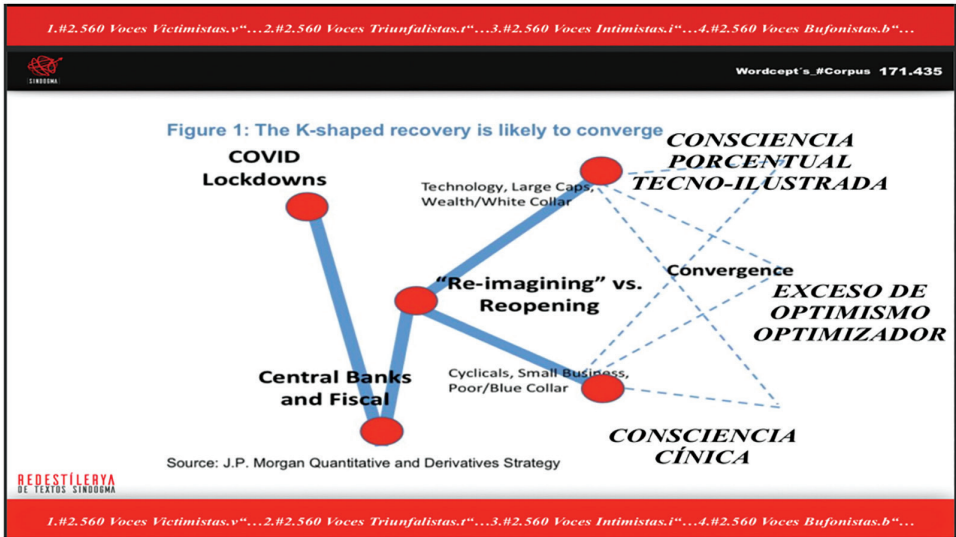 1.#2.560 Voces Victimistas.v“…2.#2.560 Voces Triunfalistas.t“…3.#2.560 Voces Intimistas.i“…4.#2.560 Voces Bufonistas.b“…
SINDOGMA
Wordcept´s_#Corpus 171.435
Figure 1: The K-shaped recovery is likely to converge
COVID
Lockdowns
CONSCIENCIA
PORCENTUAL
TECNO-ILUSTRADA
Technology, Large Caps,
Wealth/White Collar
Convergence
“Re-imagining” vs.
Reopening
EXCESO DE
OPTIMISMO
OPTIMIZADOR
Central Banks
and Fiscal
Cyclicals, Small Business,
Poor/Blue Collar
CONSCIENCIA
CÍNICA
Source: J.P. Morgan Quantitative and Derivatives Strategy
REDESTÍLERYA
DE TEXTOS SINDOGMA
1.#2.560 Voces Victimistas.v“…2.#2.560 Voces Triunfalistas.t“…3.#2.560 Voces Intimistas.i“…4.#2.560 Voces Bufonistas.b“…